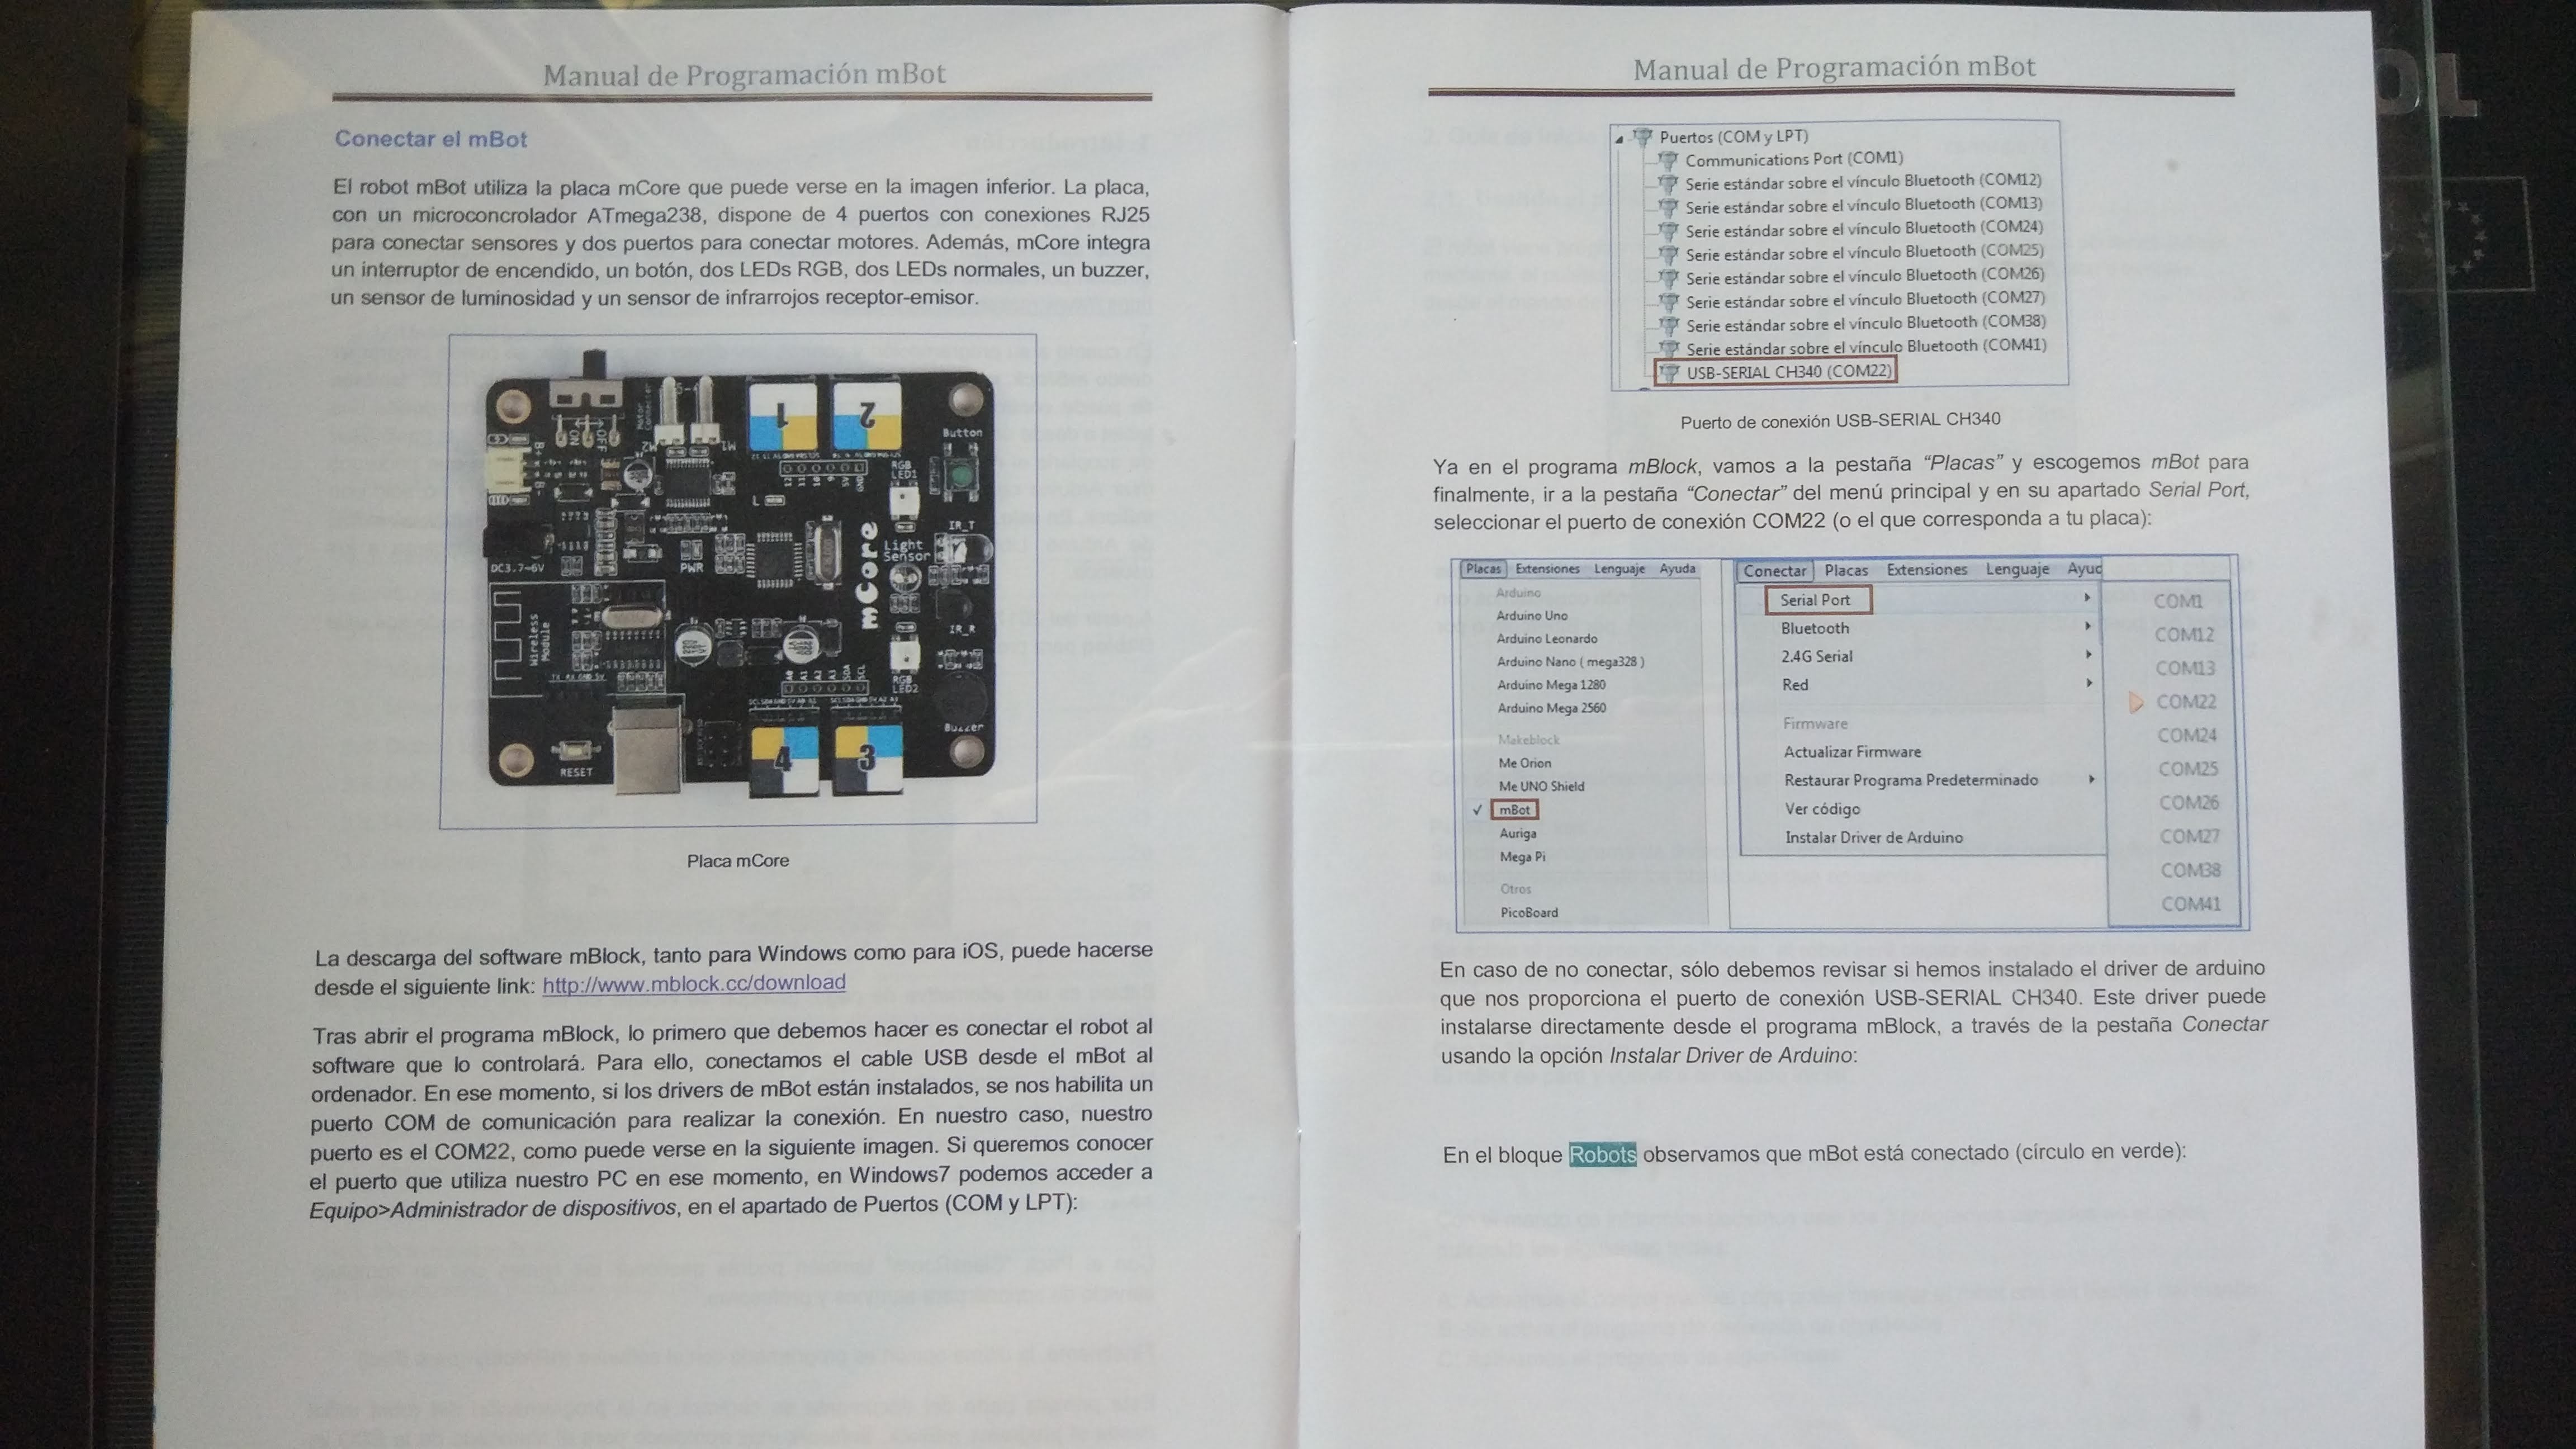 Manual de Programación mBot
Conectar el mBot
El robot mBot utiliza la placa mCore que puede verse en la imagen inferior. La placa,
con un microconcrolador ATmega238, dispone de 4 puertos con conexiones RJ25
para conectar sensores y dos puertos para conectar motores. Además, mCore integra
un interruptor de encendido, un botón, dos LEDs RGB, dos LEDs normales, un buzzer,
un sensor de luminosidad y un sensor de infrarrojos receptor-emisor.
1
2
Button
RGB
LED1
ON
OFF
M2
M1
B+
B-
L
IR_T
Light
Sensor
mCore
DC3.7-6V
PWR
IR_R
Wireless
Module
RGB
LED2
Buzzer
RESET
4
3
Placa mCore
La descarga del software mBlock, tanto para Windows como para iOS, puede hacerse
desde el siguiente link: http://www.mblock.cc/download
Tras abrir el programa mBlock, lo primero que debemos hacer es conectar el robot al
software que lo controlará. Para ello, conectamos el cable USB desde el mBot al
ordenador. En ese momento, si los drivers de mBot están instalados, se nos habilita un
puerto COM de comunicación para realizar la conexión. En nuestro caso, nuestro
puerto es el COM22, como puede verse en la siguiente imagen. Si queremos conocer
el puerto que utiliza nuestro PC en ese momento, en Windows7 podemos acceder a
Equipo>Administrador de dispositivos, en el apartado de Puertos (COM y LPT):
Manual de Programación mBot
Puertos (COM y LPT)
Communications Port (COM1)
Serie estándar sobre el vínculo Bluetooth (COM12)
Serie estándar sobre el vínculo Bluetooth (COM13)
Serie estándar sobre el vínculo Bluetooth (COM24)
Serie estándar sobre el vínculo Bluetooth (COM25)
Serie estándar sobre el vínculo Bluetooth (COM26)
Serie estándar sobre el vínculo Bluetooth (COM27)
Serie estándar sobre el vínculo Bluetooth (COM38)
Serie estándar sobre el vínculo Bluetooth (COM41)
USB-SERIAL CH340 (COM22)
Puerto de conexión USB-SERIAL CH340
Ya en el programa mBlock, vamos a la pestaña “Placas” y escogemos mBot para
finalmente, ir a la pestaña “Conectar” del menú principal y en su apartado Serial Port,
seleccionar el puerto de conexión COM22 (o el que corresponda a tu placa):
Placas Extensiones Lenguaje Ayuda
Arduino
Arduino Uno
Arduino Leonardo
Arduino Nano ( mega328 )
Arduino Mega 1280
Arduino Mega 2560
Makeblock
Me Orion
Me UNO Shield
✓ mBot
Auriga
Mega Pi
Otros
PicoBoard
Conectar Placas Extensiones Lenguaje Ayuc
Serial Port
Bluetooth
2.4G Serial
Red
Firmware
Actualizar Firmware
Restaurar Programa Predeterminado
Ver código
Instalar Driver de Arduino
COM1
COM12
COM13
COM22
COM24
COM25
COM26
COM27
COM38
COM41
En caso de no conectar, sólo debemos revisar si hemos instalado el driver de arduino
que nos proporciona el puerto de conexión USB-SERIAL CH340. Este driver puede
instalarse directamente desde el programa mBlock, a través de la pestaña Conectar
usando la opción Instalar Driver de Arduino:
En el bloque Robots observamos que mBot está conectado (círculo en verde):